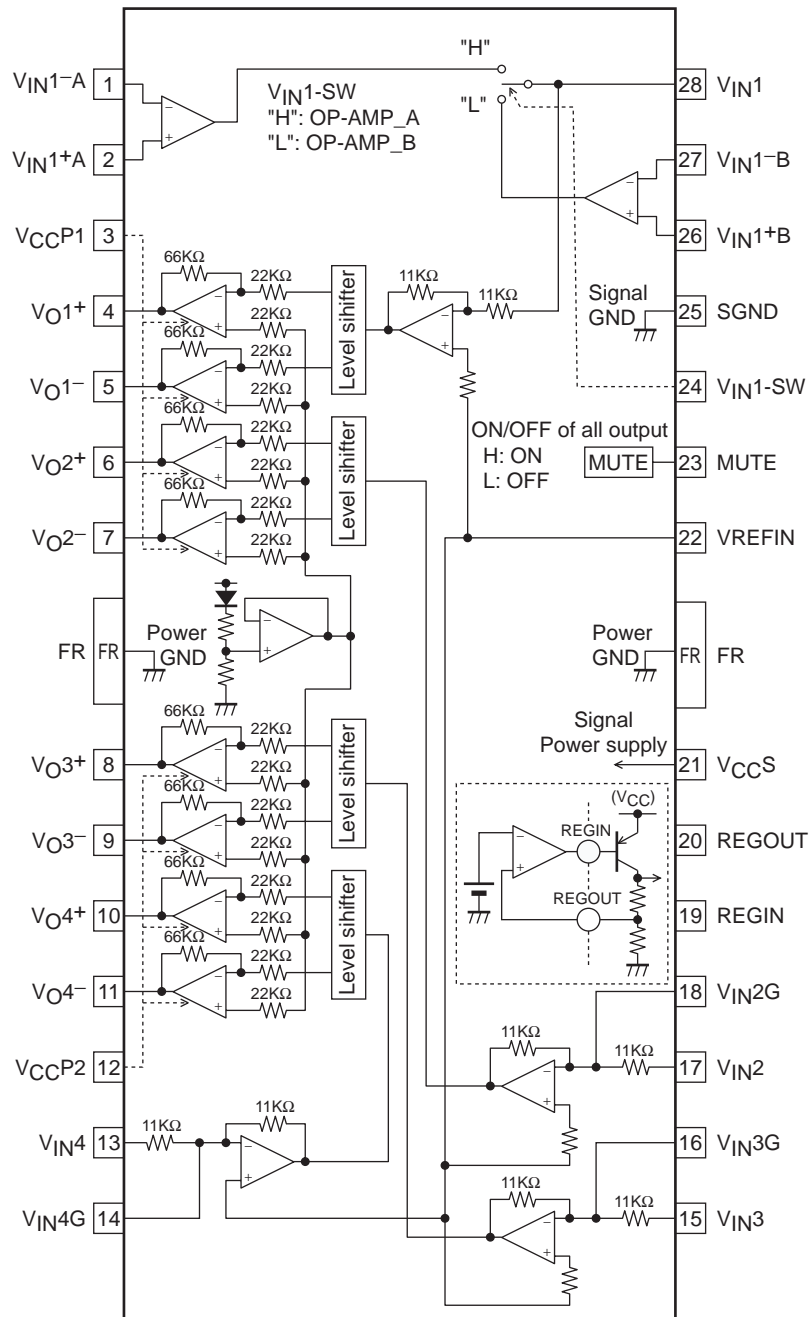 VIN1-A 1
VIN1+A 2
VCCP1 3
VO1+ 4
VO1- 5
VO2+ 6
VO2- 7
FR FR
VO3+ 8
VO3- 9
VO4+ 10
VO4- 11
VCCP2 12
VIN4 13
VIN4G 14
- +
VIN1-SW
"H": OP-AMP_A
"L": OP-AMP_B
"H"
"L"
- +
66KΩ 22KΩ
- +
22KΩ
66KΩ 22KΩ
- +
22KΩ
Level sihifter
11KΩ
11KΩ
- +
66KΩ 22KΩ
- +
22KΩ
66KΩ 22KΩ
- +
22KΩ
Level sihifter
Signal
GND
ON/OFF of all output
H: ON
L: OFF
MUTE
Power
GND
- +
Power
GND
66KΩ 22KΩ
- +
22KΩ
66KΩ 22KΩ
- +
22KΩ
Level sihifter
66KΩ 22KΩ
- +
22KΩ
66KΩ 22KΩ
- +
22KΩ
Level sihifter
Signal
Power supply
(VCC)
REGIN
- +
REGOUT
11KΩ
11KΩ
- +
11KΩ
11KΩ
- +
11KΩ
11KΩ
- +
28 VIN1
27 VIN1-B
26 VIN1+B
25 SGND
24 VIN1-SW
23 MUTE
22 VREFIN
FR FR
21 VCCS
20 REGOUT
19 REGIN
18 VIN2G
17 VIN2
16 VIN3G
15 VIN3